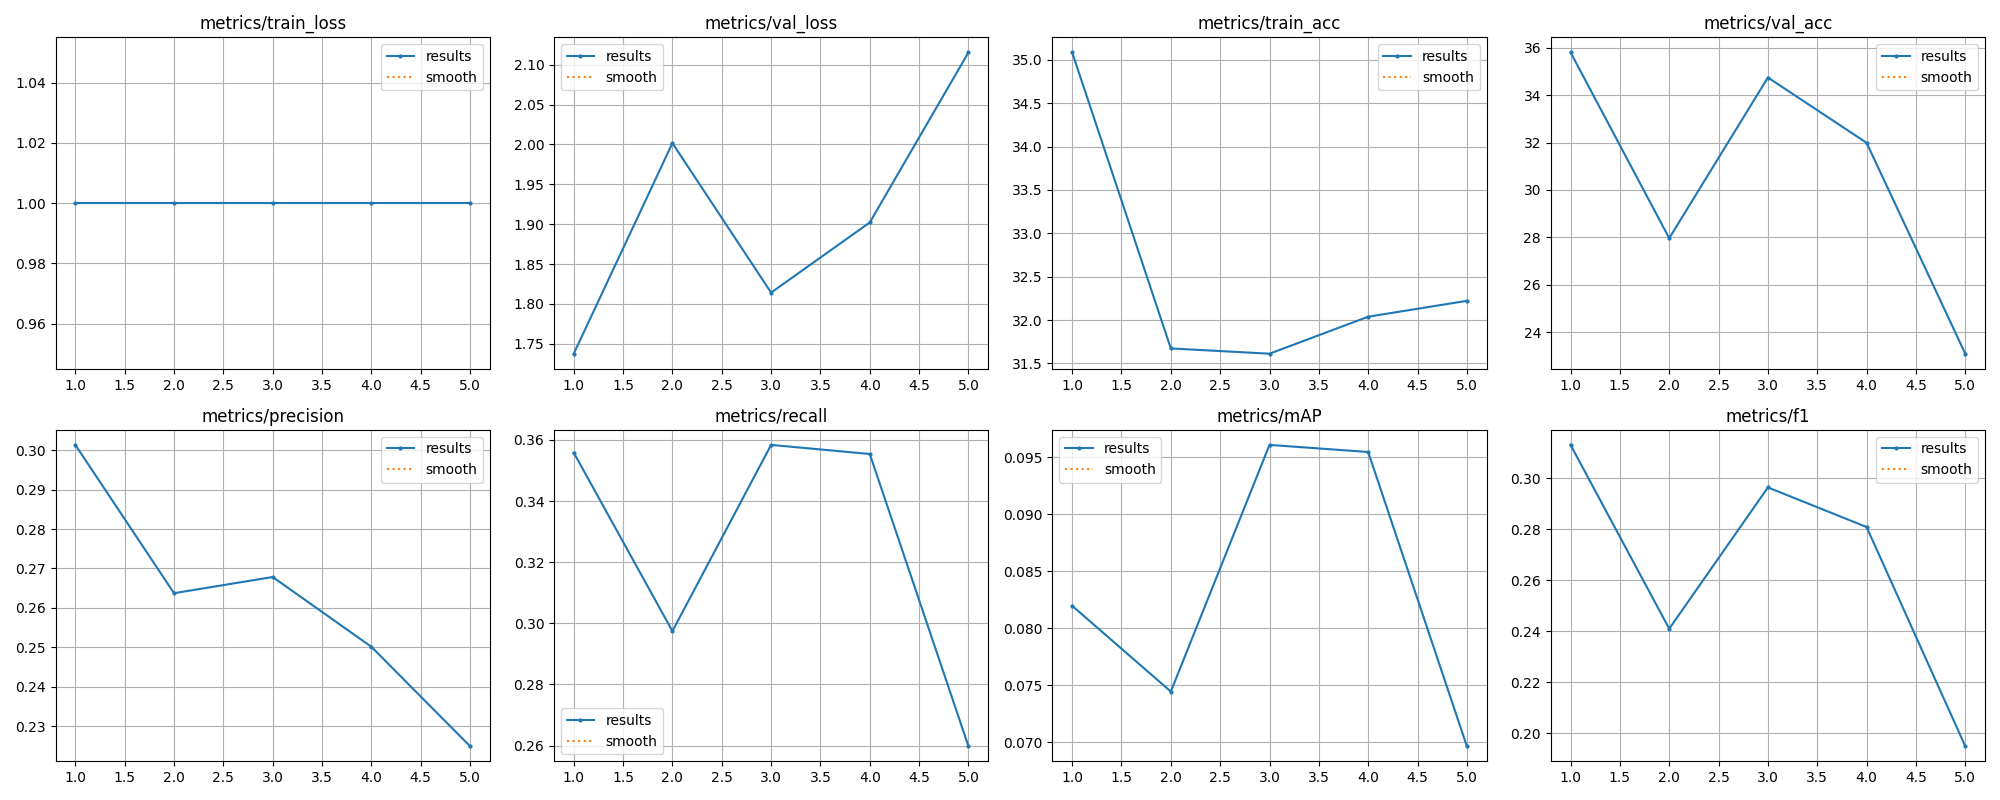 metrics/train_loss
results
smooth
1.04
1.02
1.00
0.98
0.96
1.0 1.5 2.0 2.5 3.0 3.5 4.0 4.5 5.0
metrics/val_loss
results
smooth
2.10
2.05
2.00
1.95
1.90
1.85
1.80
1.75
1.0 1.5 2.0 2.5 3.0 3.5 4.0 4.5 5.0
metrics/train_acc
results
smooth
35.0
34.5
34.0
33.5
33.0
32.5
32.0
31.5
1.0 1.5 2.0 2.5 3.0 3.5 4.0 4.5 5.0
metrics/val_acc
results
smooth
36
34
32
30
28
26
24
1.0 1.5 2.0 2.5 3.0 3.5 4.0 4.5 5.0
metrics/precision
results
smooth
0.30
0.29
0.28
0.27
0.26
0.25
0.24
0.23
1.0 1.5 2.0 2.5 3.0 3.5 4.0 4.5 5.0
metrics/recall
0.36
0.34
0.32
0.30
0.28
0.26
results
smooth
1.0 1.5 2.0 2.5 3.0 3.5 4.0 4.5 5.0
metrics/mAP
results
smooth
0.095
0.090
0.085
0.080
0.075
0.070
1.0 1.5 2.0 2.5 3.0 3.5 4.0 4.5 5.0
metrics/f1
results
smooth
0.30
0.28
0.26
0.24
0.22
0.20
1.0 1.5 2.0 2.5 3.0 3.5 4.0 4.5 5.0